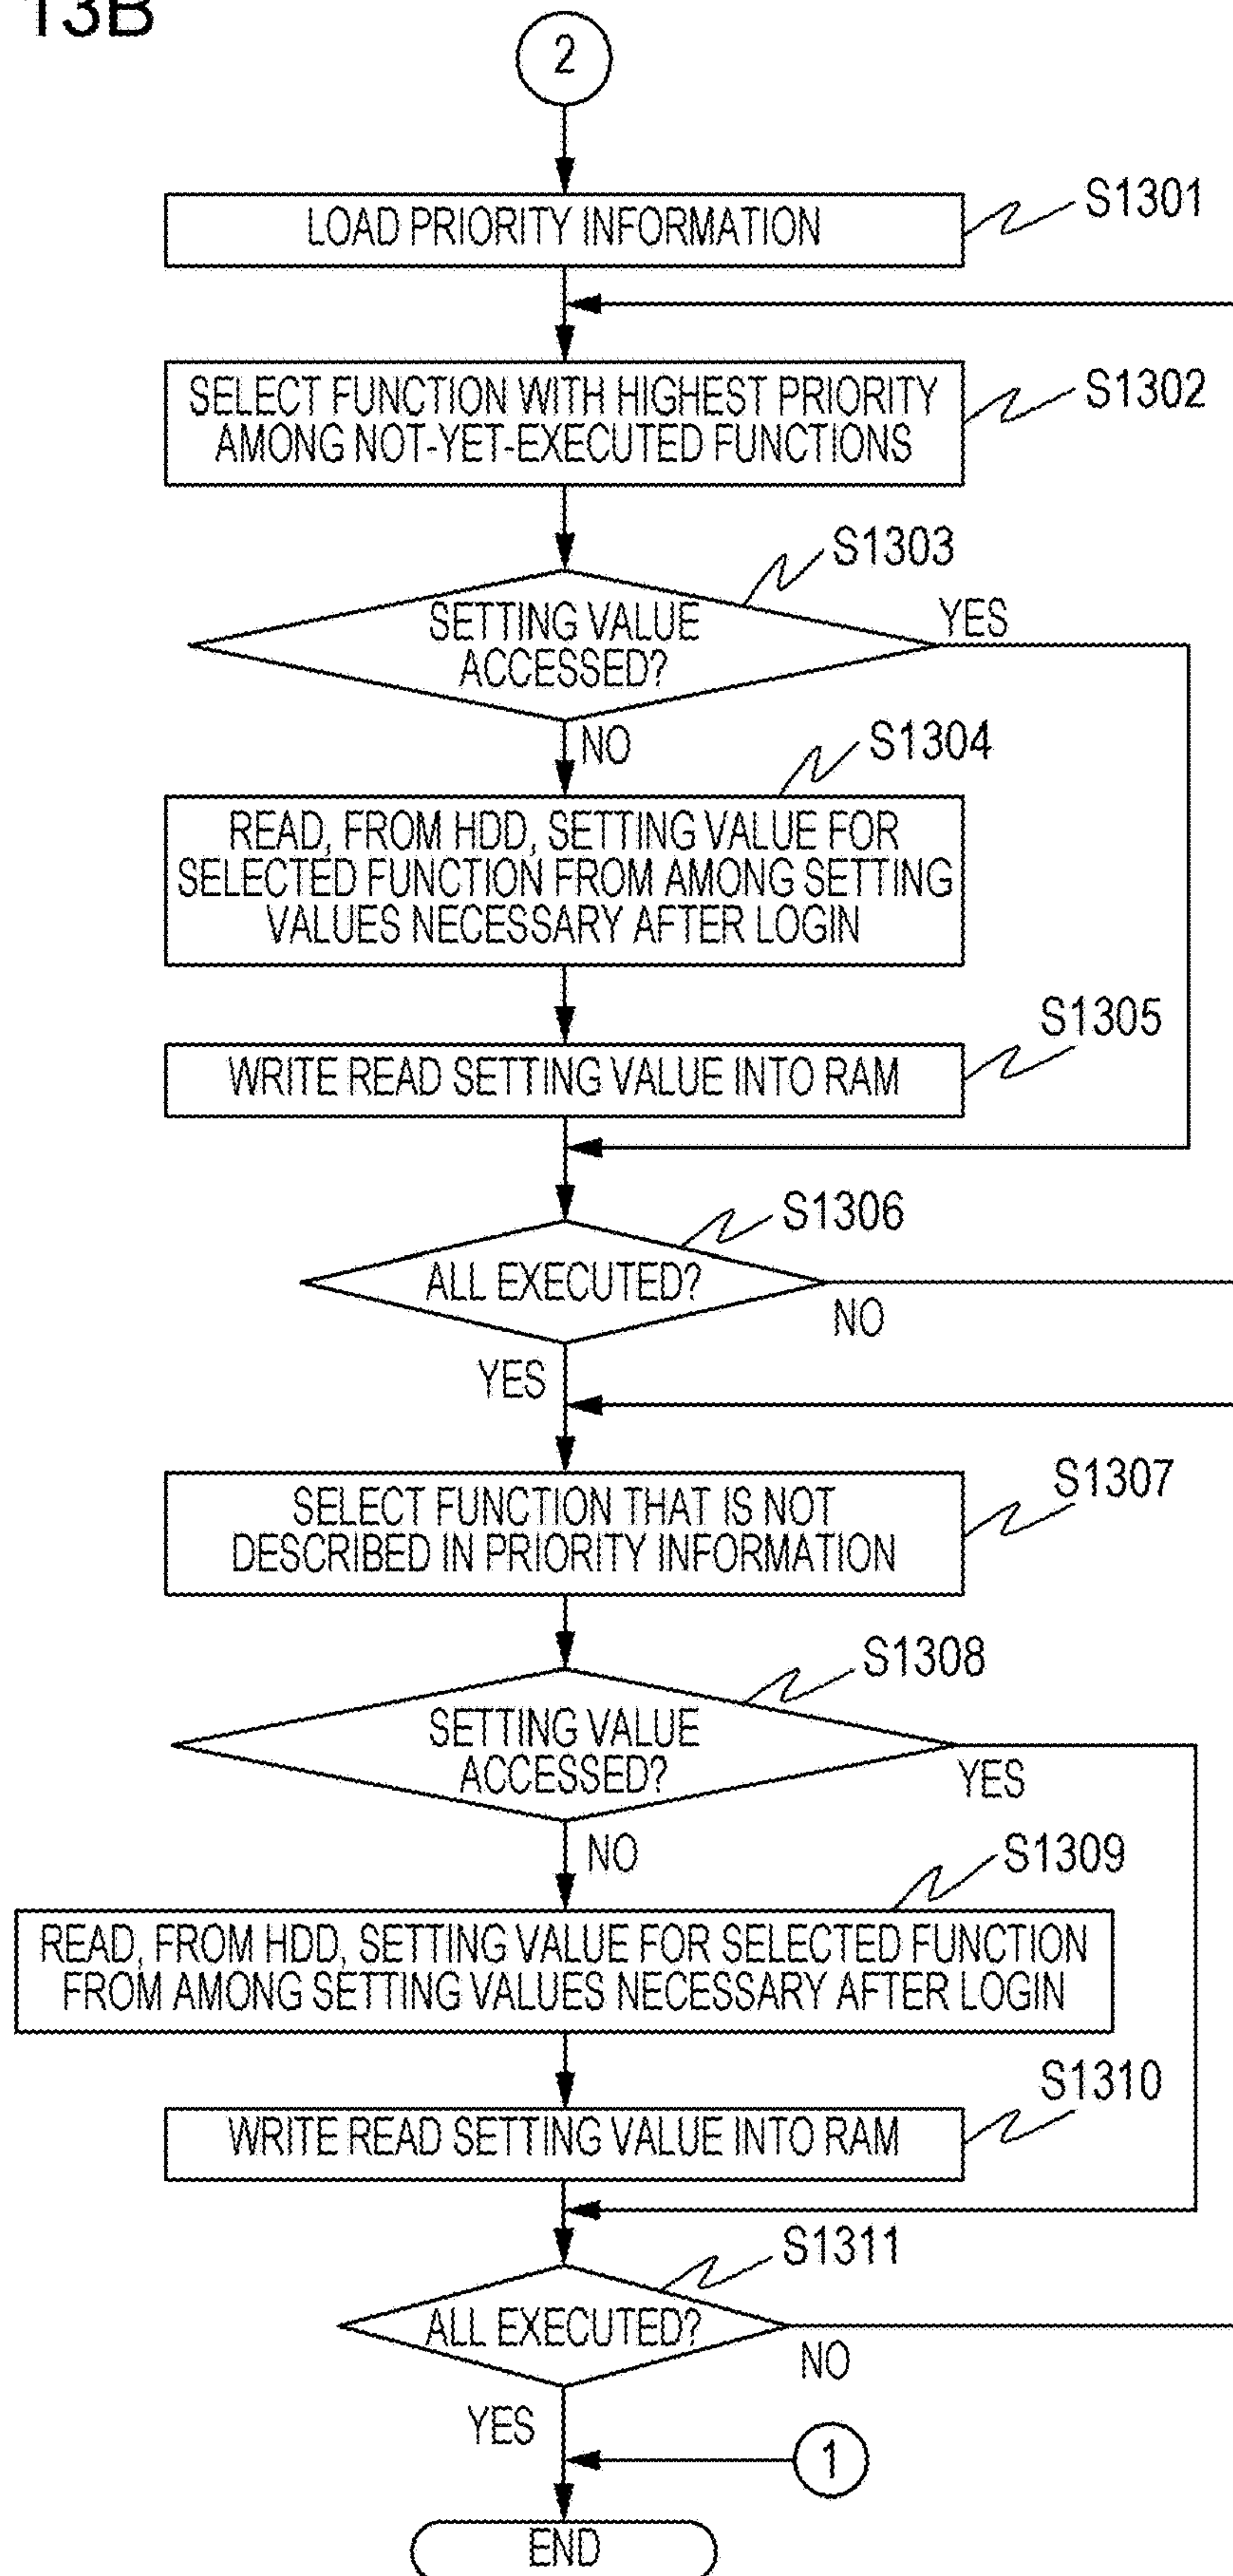 13B
2
LOAD PRIORITY INFORMATION
S1301
SELECT FUNCTION WITH HIGHEST PRIORITY
AMONG NOT-YET-EXECUTED FUNCTIONS
S1302
S1303
SETTING VALUE
ACCESSED?
YES
NO
S1304
READ, FROM HDD, SETTING VALUE FOR
SELECTED FUNCTION FROM AMONG SETTING
VALUES NECESSARY AFTER LOGIN
S1305
WRITE READ SETTING VALUE INTO RAM
S1306
ALL EXECUTED?
NO
YES
S1307
SELECT FUNCTION THAT IS NOT
DESCRIBED IN PRIORITY INFORMATION
S1308
SETTING VALUE
ACCESSED?
YES
NO
S1309
READ, FROM HDD, SETTING VALUE FOR SELECTED FUNCTION
FROM AMONG SETTING VALUES NECESSARY AFTER LOGIN
S1310
WRITE READ SETTING VALUE INTO RAM
S1311
ALL EXECUTED?
NO
YES
1
END